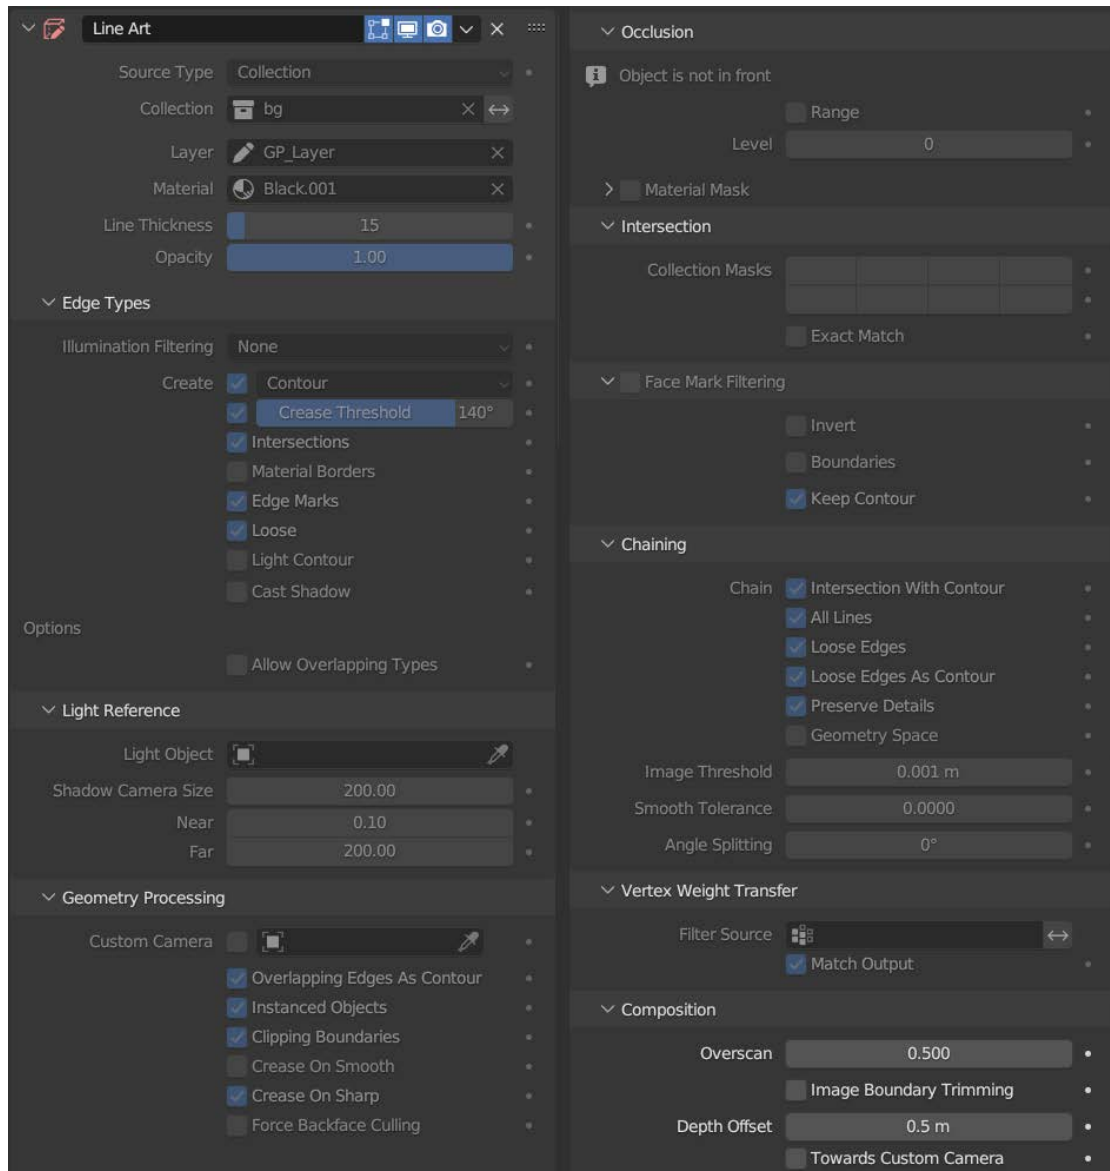 Line Art
Source Type Collection
Collection bg
Layer GP_Layer
Material Black.001
Line Thickness 15
Opacity 1.00
Edge Types
Illumination Filtering None
Create Contour
Crease Threshold 140°
Intersections
Material Borders
Edge Marks
Loose
Light Contour
Cast Shadow
Options
Allow Overlapping Types
Light Reference
Light Object
Shadow Camera Size 200.00
Near 0.10
Far 200.00
Geometry Processing
Custom Camera
Overlapping Edges As Contour
Instanced Objects
Clipping Boundaries
Crease On Smooth
Crease On Sharp
Force Backface Culling
Occlusion
Object is not in front
Range
Level 0
Material Mask
Intersection
Collection Masks
Exact Match
Face Mark Filtering
Invert
Boundaries
Keep Contour
Chaining
Chain Intersection With Contour
All Lines
Loose Edges
Loose Edges As Contour
Preserve Details
Geometry Space
Image Threshold 0.001 m
Smooth Tolerance 0.0000
Angle Splitting 0°
Vertex Weight Transfer
Filter Source
Match Output
Composition
Overscan 0.500
Image Boundary Trimming
Depth Offset 0.5 m
Towards Custom Camera